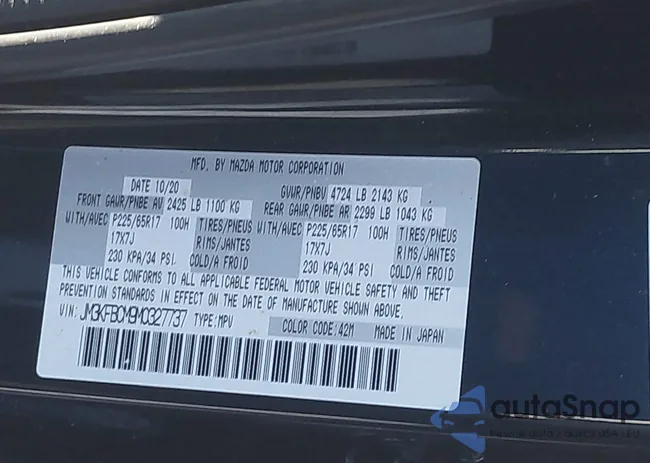 MFD. BY MAZDA MOTOR CORPORATION
DATE 10/20 GVWR/PNBV 4724 LB 2143 KG
FRONT GAWR/PNBE AV 2425 LB 1100 KG REAR GAWR/PNBE AR 2299 LB 1043 KG
WITH/AVEC P225/65R17 100H TIRES/PNEUS WITH/AVEC P225/65R17 100H TIRES/PNEUS
17X7J RIMS/JANTES 17X7J RIMS/JANTES
230 KPA/34 PSI COLD/A FROID 230 KPA/34 PSI COLD/A FROID
THIS VEHICLE CONFORMS TO ALL APPLICABLE FEDERAL MOTOR VEHICLE SAFETY AND THEFT
PREVENTION STANDARDS IN EFFECT ON THE DATE OF MANUFACTURE SHOWN ABOVE.
VIN: JM3KFBCM9M0327737 TYPE:MPV COLOR CODE:42M MADE IN JAPAN
autaSnap